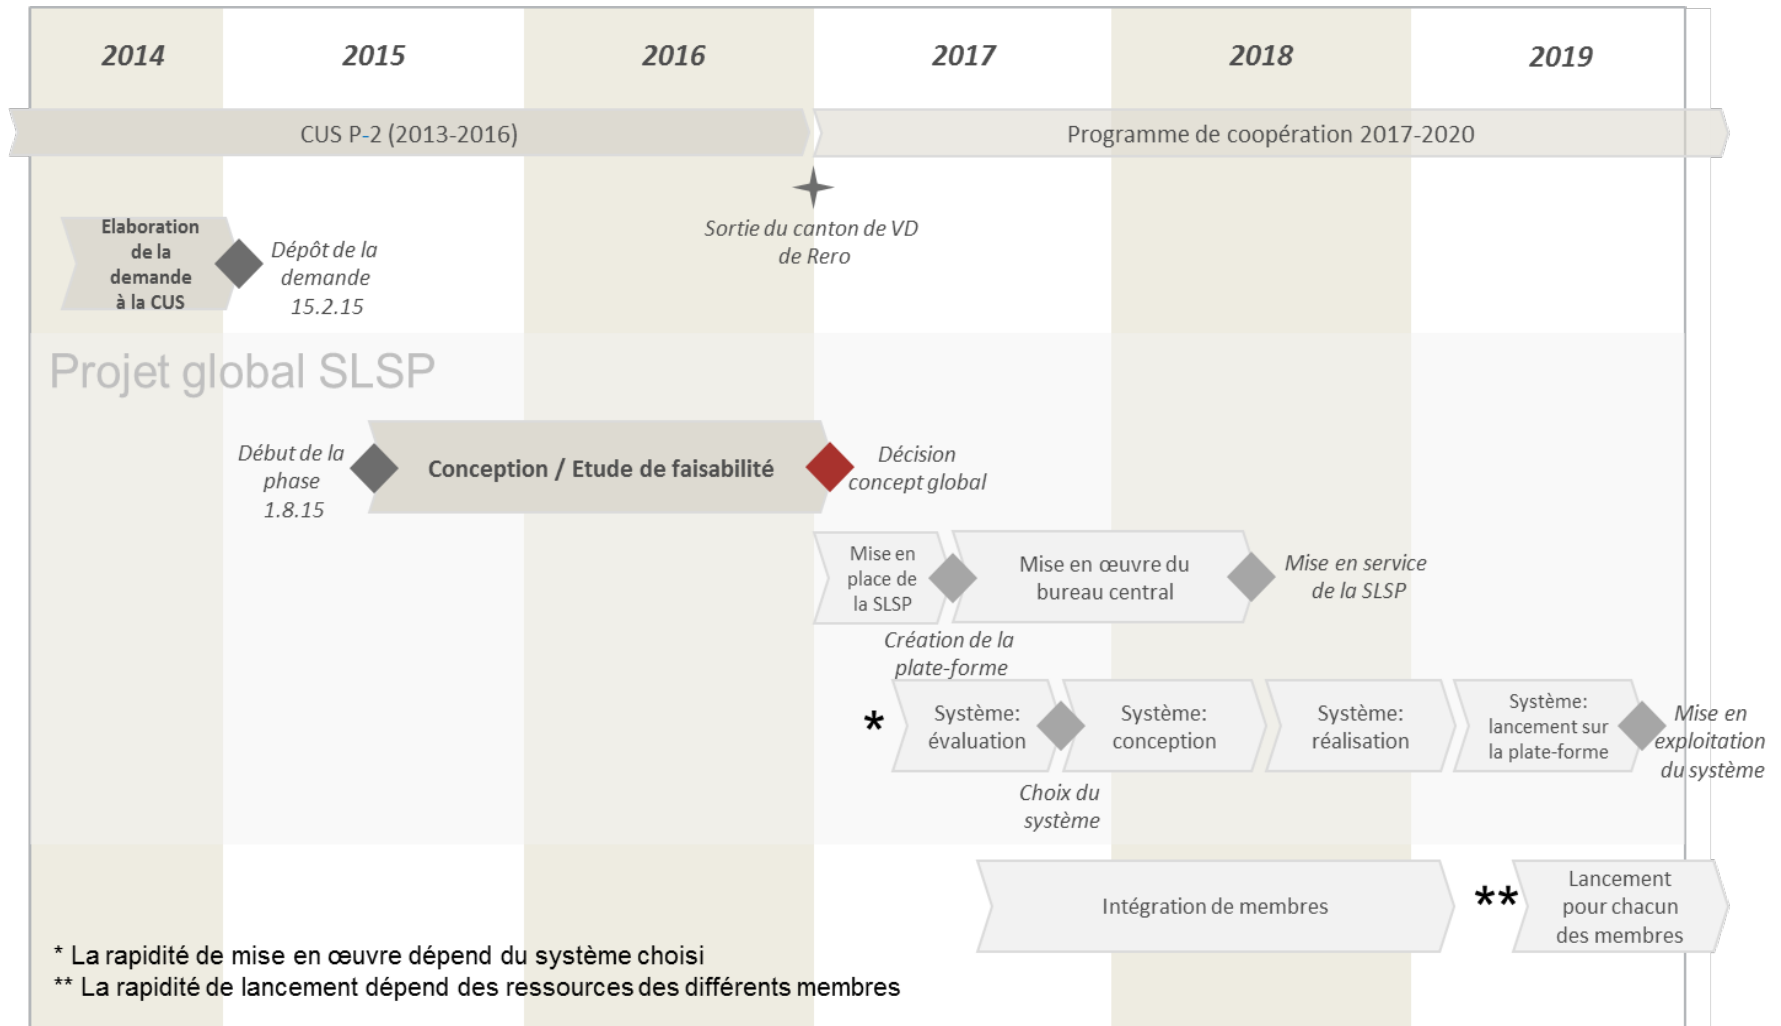 2014
2015
2016
2017
2018
2019
CUS P-2 (2013-2016)
Programme de coopération 2017-2020
Sortie du canton de VD
de Rero
Elaboration
de la
demande
à la CUS
Dépôt de la
demande
15.2.15
Projet global SLSP
Début de la
phase
1.8.15
Conception / Etude de faisabilité
Décision
concept global
Mise en
place de
la SLSP
Mise en œuvre du
bureau central
Mise en service
de la SLSP
Création de la
plate-forme
*
Système:
évaluation
Système:
conception
Système:
réalisation
Système:
lancement sur
la plate-forme
Mise en
exploitation
du système
Choix du
système
Intégration de membres
**
Lancement
pour chacun
des membres
* La rapidité de mise en œuvre dépend du système choisi
** La rapidité de lancement dépend des ressources des différents membres